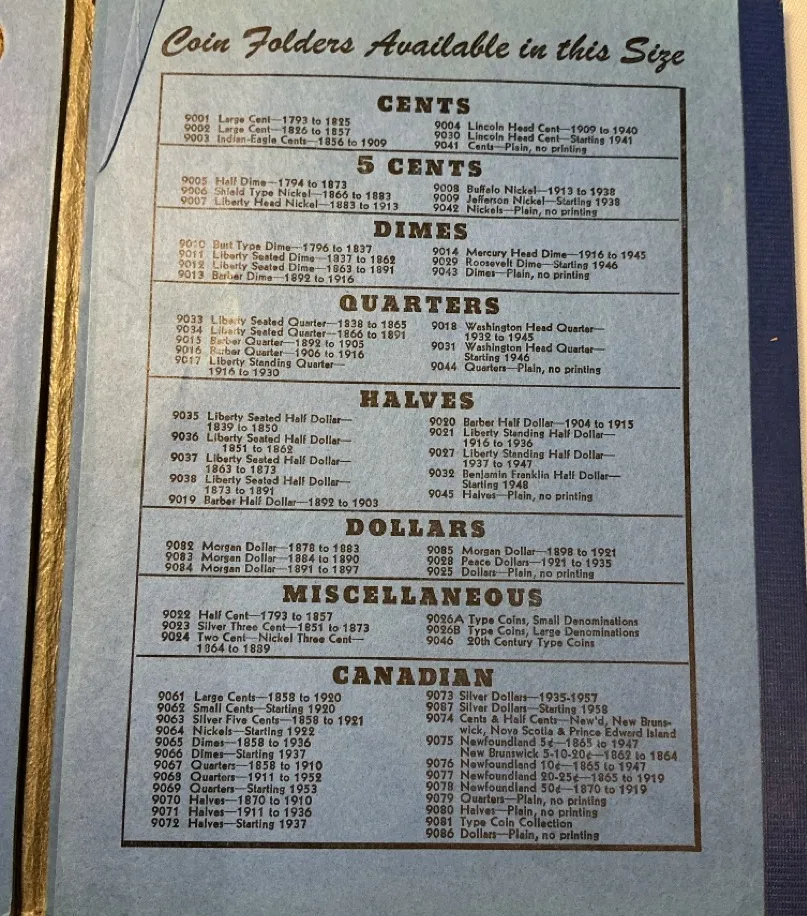 Coin Folders Available in this Size
CENTS
9001 Large Cent—1793 to 1825
9002 Large Cent—1826 to 1857
9003 Indian-Eagle Cents—1856 to 1909
9004 Lincoln Head Cent—1909 to 1940
9030 Lincoln Head Cent—Starting 1941
9041 Cents—Plain, no printing
5 CENTS
9005 Half Dime—1794 to 1873
9006 Shield Type Nickel—1866 to 1883
9007 Liberty Head Nickel—1883 to 1913
9008 Buffalo Nickel—1913 to 1938
9009 Jefferson Nickel—Starting 1938
9042 Nickels—Plain, no printing
DIMES
9010 Bust Type Dime—1796 to 1837
9011 Liberty Seated Dime—1837 to 1862
9012 Liberty Seated Dime—1863 to 1891
9013 Barber Dime—1892 to 1916
9014 Mercury Head Dime—1916 to 1945
9029 Roosevelt Dime—Starting 1946
9043 Dimes—Plain, no printing
QUARTERS
9033 Liberty Seated Quarter—1838 to 1865
9034 Liberty Seated Quarter—1866 to 1891
9015 Barber Quarter—1892 to 1905
9016 Barber Quarter—1906 to 1916
9017 Liberty Standing Quarter—
1916 to 1930
9018 Washington Head Quarter—
1932 to 1945
9031 Washington Head Quarter—
Starting 1946
9044 Quarters—Plain, no printing
HALVES
9035 Liberty Seated Half Dollar—
1839 to 1850
9036 Liberty Seated Half Dollar—
1851 to 1862
9037 Liberty Seated Half Dollar—
1863 to 1873
9038 Liberty Seated Half Dollar—
1873 to 1891
9019 Barber Half Dollar—1892 to 1903
9020 Barber Half Dollar—1904 to 1915
9021 Liberty Standing Half Dollar—
1916 to 1936
9027 Liberty Standing Half Dollar—
1937 to 1947
9032 Benjamin Franklin Half Dollar—
Starting 1948
9045 Halves—Plain, no printing
DOLLARS
9082 Morgan Dollar—1878 to 1883
9083 Morgan Dollar—1884 to 1890
9084 Morgan Dollar—1891 to 1897
9085 Morgan Dollar—1898 to 1921
9028 Peace Dollars—1921 to 1935
9025 Dollars—Plain, no printing
MISCELLANEOUS
9022 Half Cent—1793 to 1857
9023 Silver Three Cent—1851 to 1873
9024 Two Cent—Nickel Three Cent—
1864 to 1889
9026A Type Coins, Small Denominations
9026B Type Coins, Large Denominations
9046 20th Century Type Coins
CANADIAN
9061 Large Cents—1858 to 1920
9062 Small Cents—Starting 1920
9063 Silver Five Cents—1858 to 1921
9064 Nickels—Starting 1922
9065 Dimes—1858 to 1936
9066 Dimes—Starting 1937
9067 Quarters—1858 to 1910
9068 Quarters—1911 to 1952
9069 Quarters—Starting 1953
9070 Halves—1870 to 1910
9071 Halves—1911 to 1936
9072 Halves—Starting 1937
9073 Silver Dollars—1935-1957
9087 Silver Dollars—Starting 1958
9074 Cents & Half Cents—New'd, New Bruns-
wick, Nova Scotia & Prince Edward Island
9075 Newfoundland 5¢—1865 to 1947
New Brunswick 5-10-20¢—1862 to 1864
9076 Newfoundland 10¢—1865 to 1947
9077 Newfoundland 20-25¢—1865 to 1919
9078 Newfoundland 50¢—1870 to 1919
9079 Quarters—Plain, no printing
9080 Halves—Plain, no printing
9081 Type Coin Collection
9086 Dollars—Plain, no printing